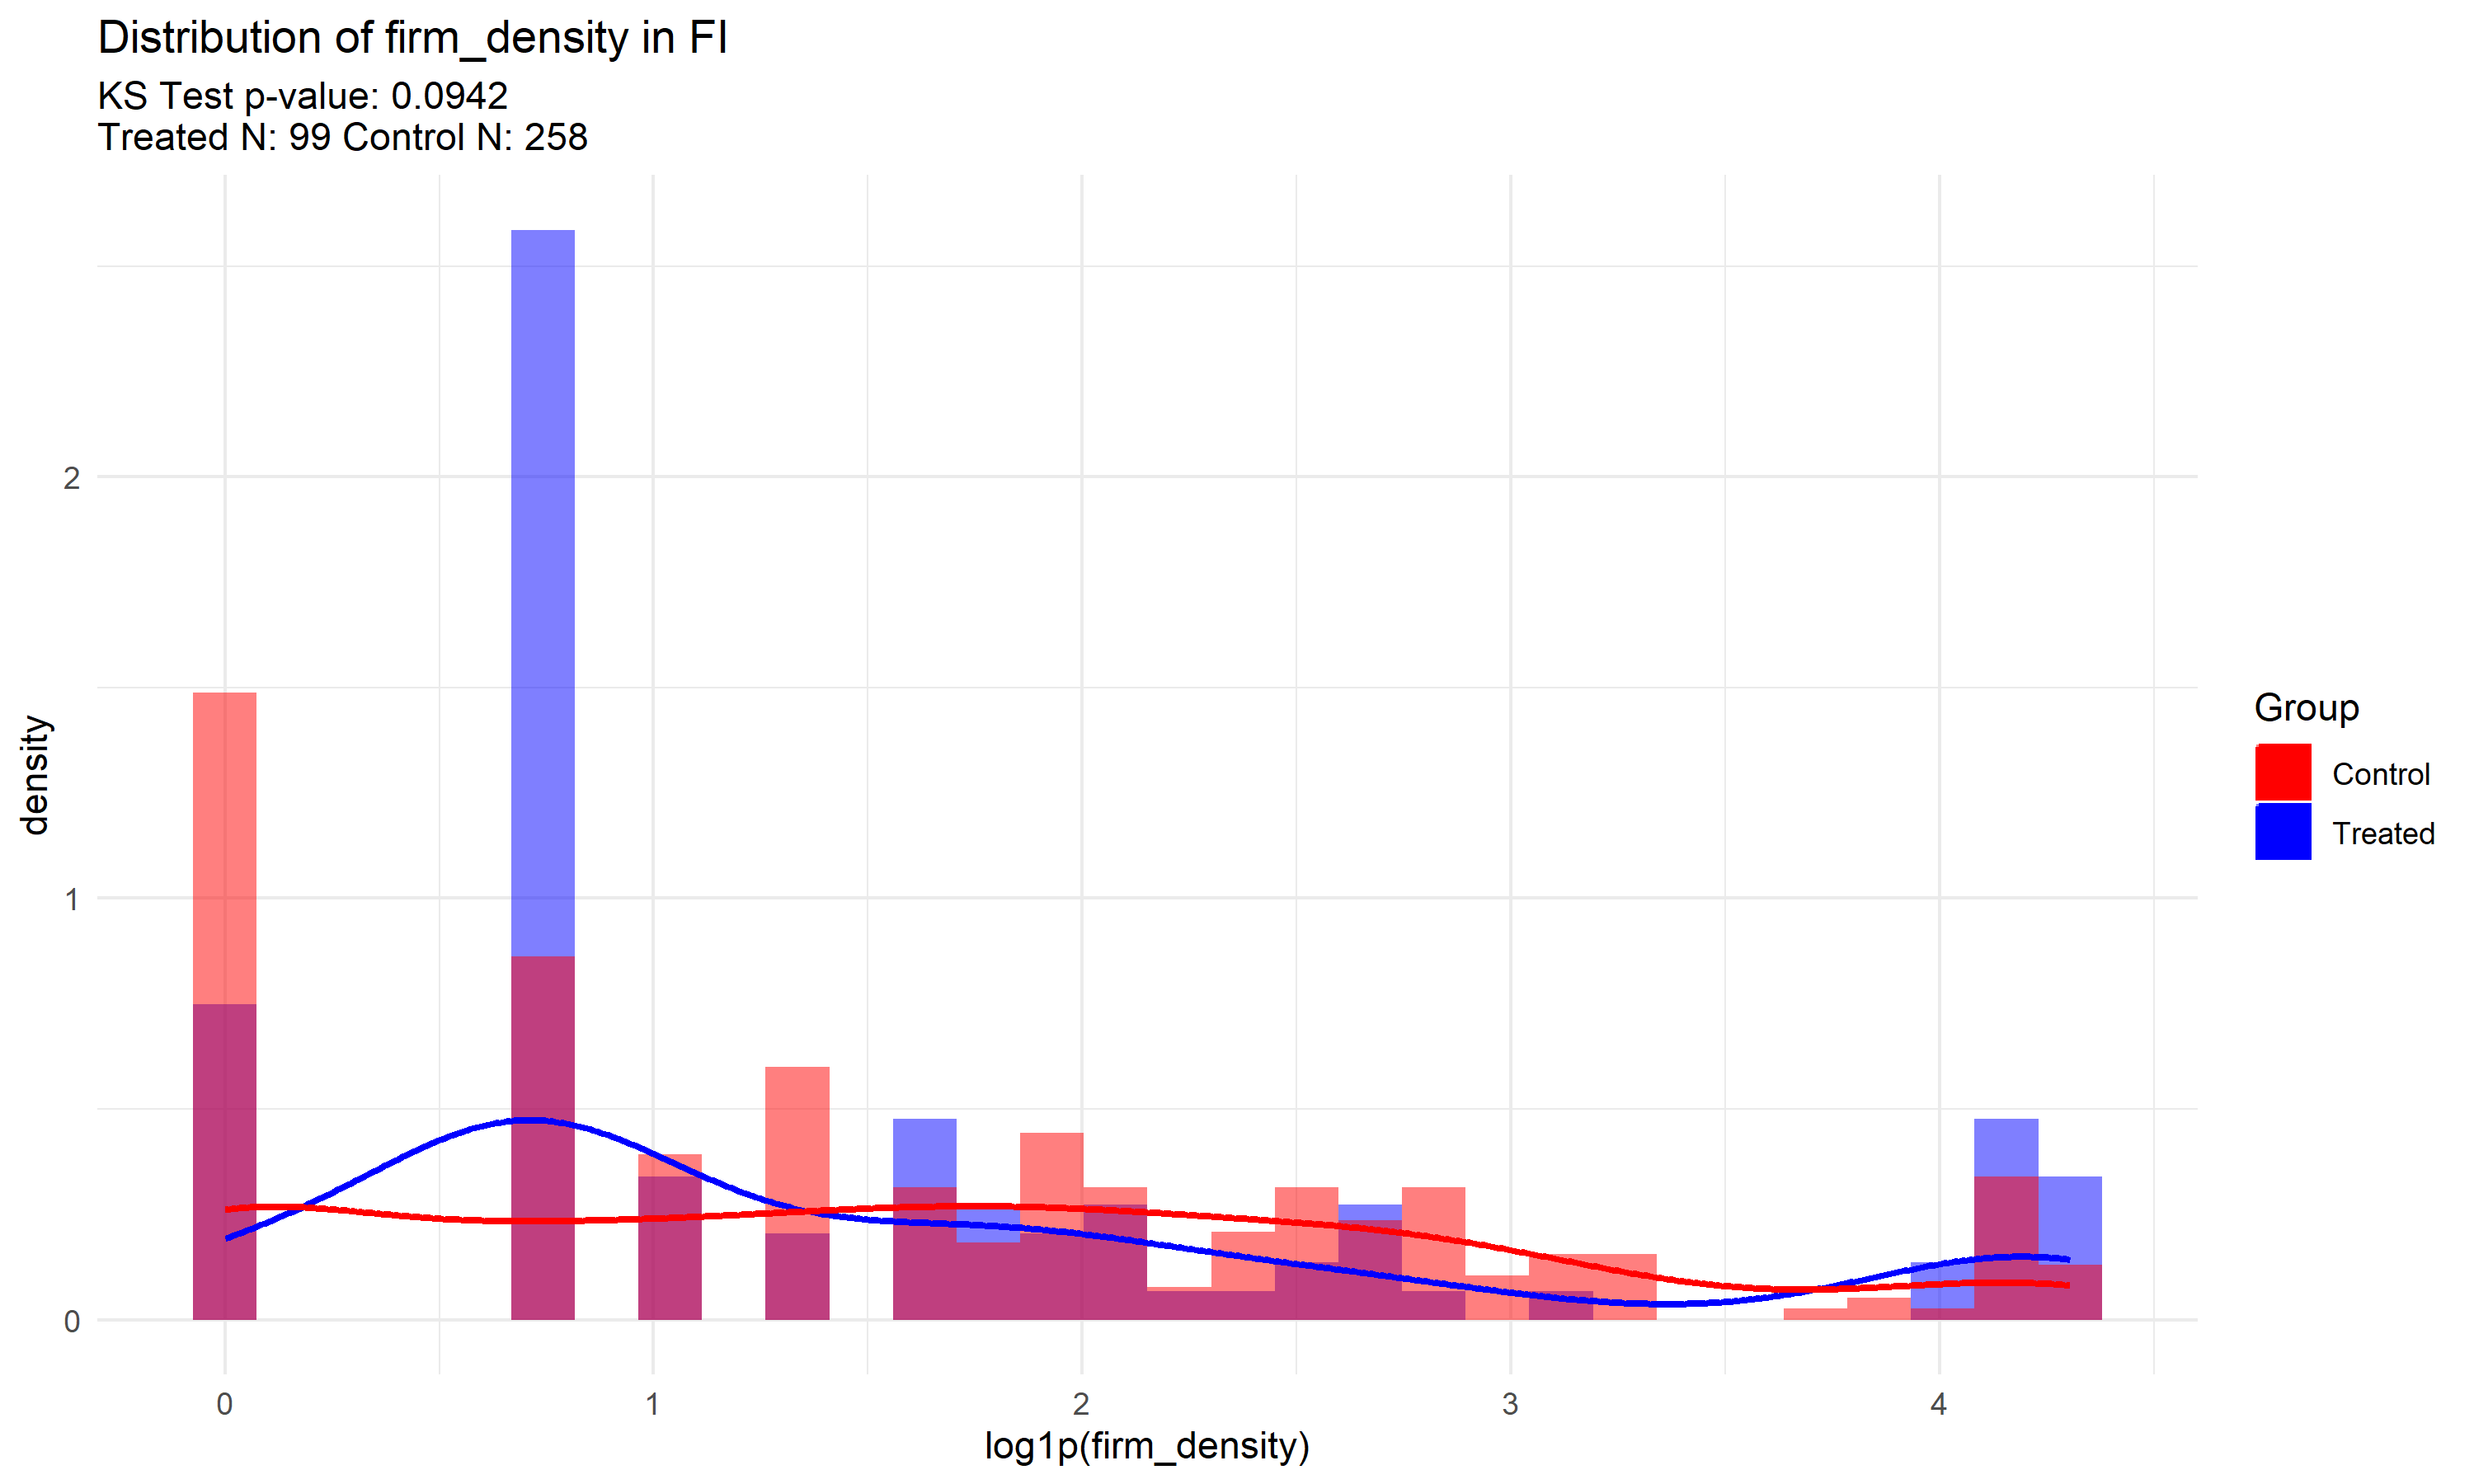 Distribution of firm_density in FI
KS Test p-value: 0.0942
Treated N: 99 Control N: 258
density
2
1
0
0 1 2 3 4
log1p(firm_density)
Group
Control
Treated